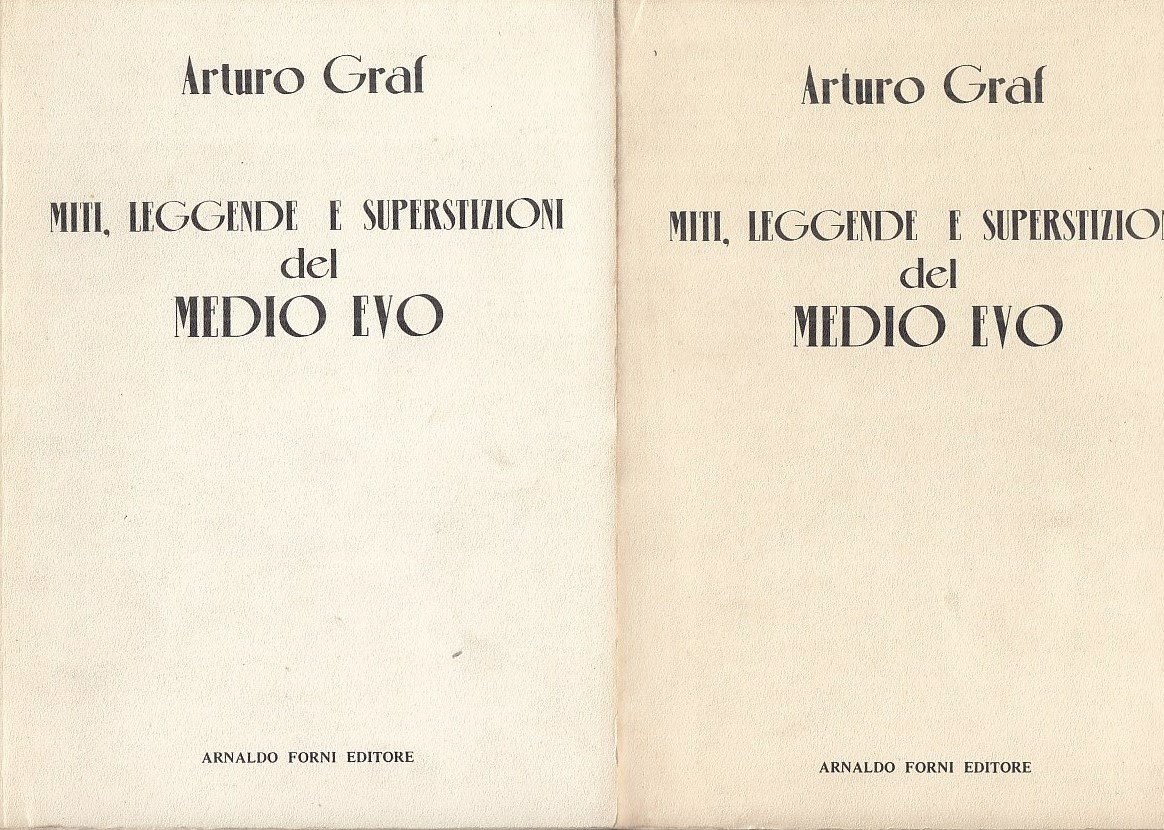 Arturo Graf
MITI, LEGGENDE E SUPERSTIZIONI
del
MEDIO EVO
ARNALDO FORNI EDITORE
Arturo Graf
MITI, LEGGENDE E SUPERSTIZION
del
MEDIO EVO
ARNALDO FORNI EDITORE